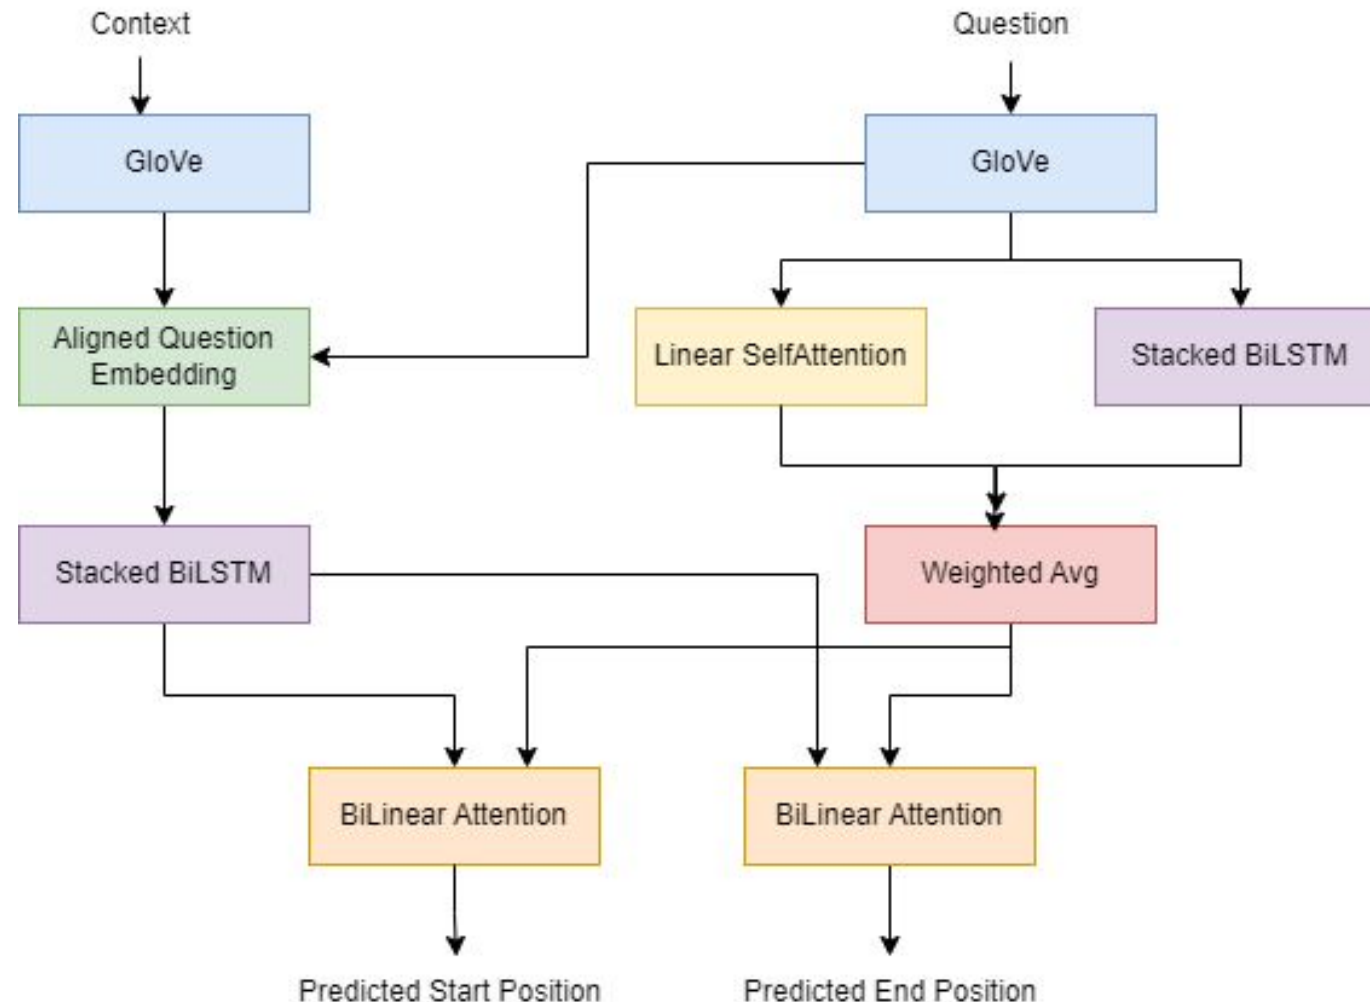 Context
Question
GloVe
GloVe
Aligned Question
Embedding
Linear SelfAttention
Stacked BiLSTM
Stacked BiLSTM
Weighted Avg
BiLinear Attention
BiLinear Attention
Predicted Start Position
Predicted End Position